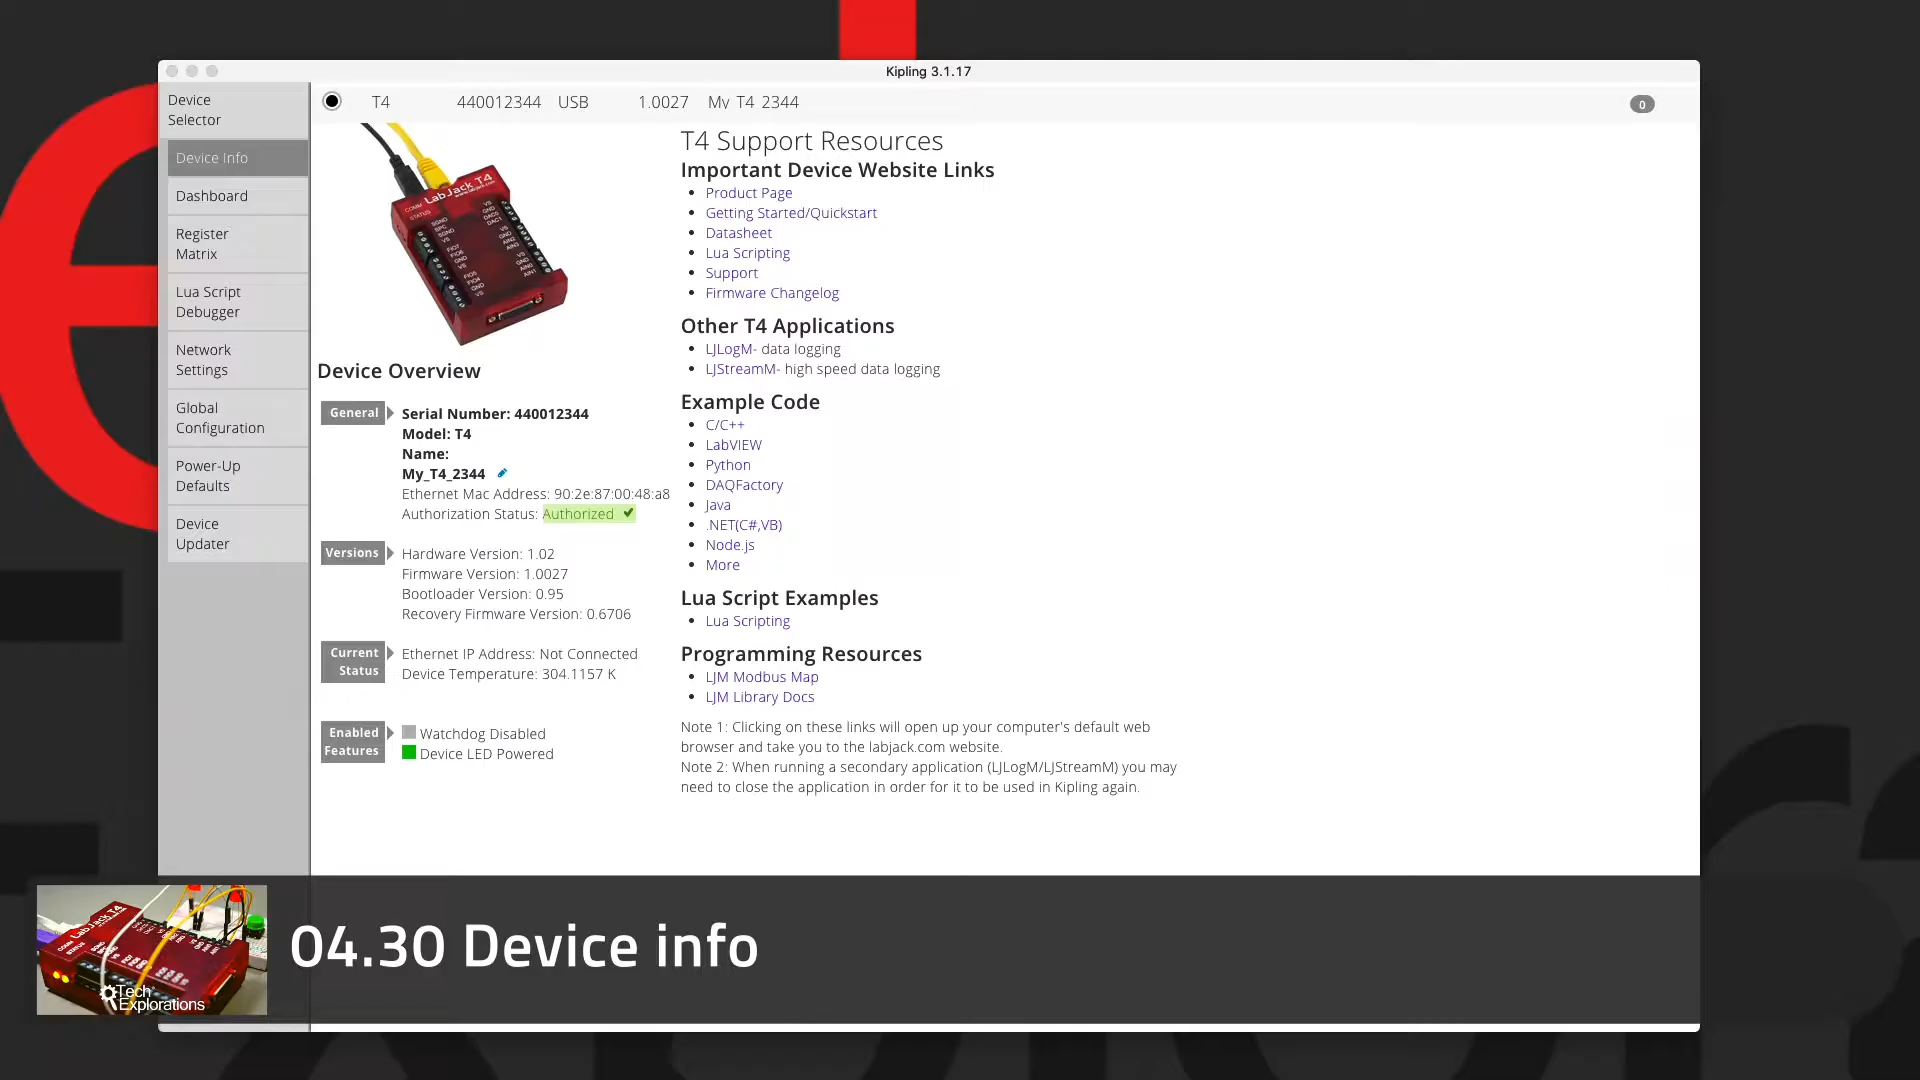 Kipling 3.1.17
Device
Selector
Device Info
Dashboard
Register
Matrix
Lua Script
Debugger
Network
Settings
Global
Configuration
Power-Up
Defaults
Device
Updater
T4 440012344 USB 1.0027 My T4 2344
0
LabJack T4
Device Overview
General
Serial Number: 440012344
Model: T4
Name:
My_T4_2344
Ethernet Mac Address: 90:2e:87:00:48:a8
Authorization Status: Authorized ✔
Versions
Hardware Version: 1.02
Firmware Version: 1.0027
Bootloader Version: 0.95
Recovery Firmware Version: 0.6706
Current
Status
Ethernet IP Address: Not Connected
Device Temperature: 304.1157 K
Enabled
Features
Watchdog Disabled
Device LED Powered
T4 Support Resources
Important Device Website Links
• Product Page
• Getting Started/Quickstart
• Datasheet
• Lua Scripting
• Support
• Firmware Changelog
Other T4 Applications
• LJLogM- data logging
• LJStreamM- high speed data logging
Example Code
• C/C++
• LabVIEW
• Python
• DAQFactory
• Java
• .NET(C#,VB)
• Node.js
• More
Lua Script Examples
• Lua Scripting
Programming Resources
• LJM Modbus Map
• LJM Library Docs
Note 1: Clicking on these links will open up your computer's default web
browser and take you to the labjack.com website.
Note 2: When running a secondary application (LJLogM/LJStreamM) you may
need to close the application in order for it to be used in Kipling again.
LabJack T4
Tech
Explorations
04.30 Device info